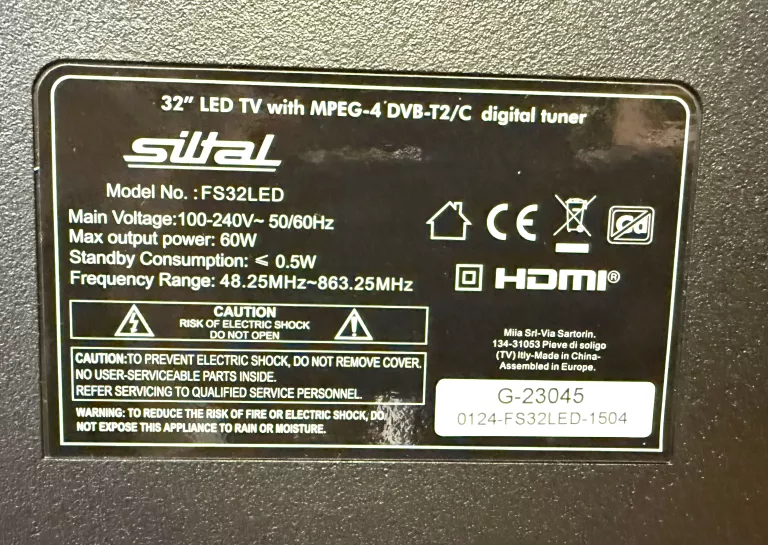 32" LED TV with MPEG-4 DVB-T2/C digital tuner
siltal
Model No. :FS32LED
Main Voltage:100-240V~ 50/60Hz
Max output power: 60W
Standby Consumption: ≤ 0.5W
Frequency Range: 48.25MHz~863.25MHz
CE
Cd
HDMI®
CAUTION
RISK OF ELECTRIC SHOCK
DO NOT OPEN
CAUTION:TO PREVENT ELECTRIC SHOCK, DO NOT REMOVE COVER.
NO USER-SERVICEABLE PARTS INSIDE.
REFER SERVICING TO QUALIFIED SERVICE PERSONNEL.
WARNING: TO REDUCE THE RISK OF FIRE OR ELECTRIC SHOCK, DO
NOT EXPOSE THIS APPLIANCE TO RAIN OR MOISTURE.
Miia Srl-Via Sartorin.
134-31053 Pieve di soligo
(TV) Itly-Made in China-
Assembled in Europe.
G-23045
0124-FS32LED-1504